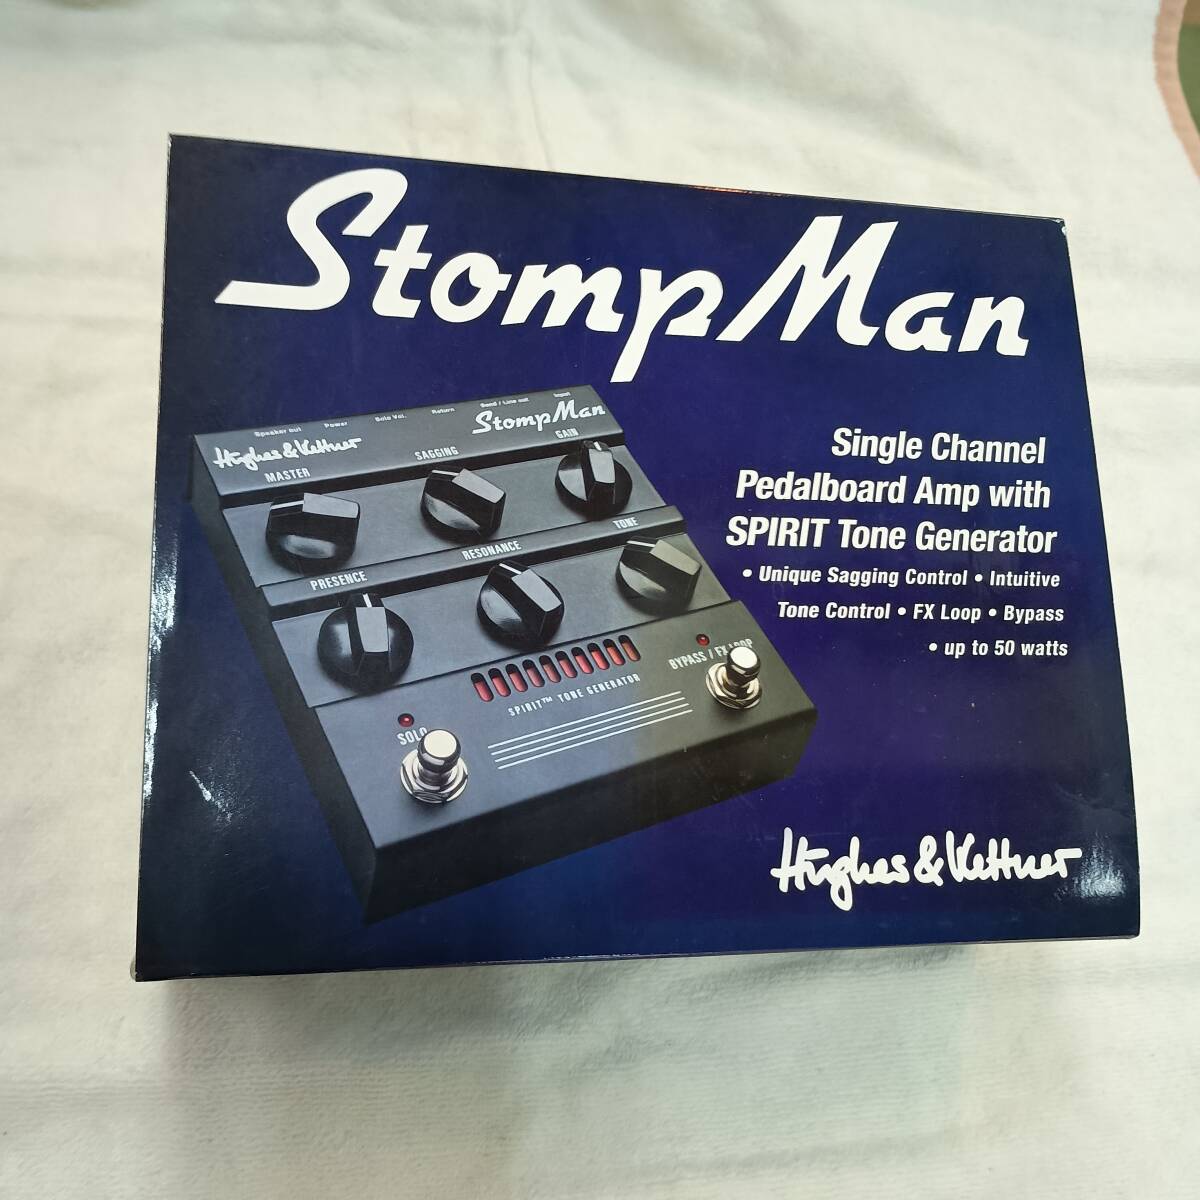 StompMan
Speaker out Power Solo Vol. Return Send / Line out Input
Hughes & Kettner
StompMan
MASTER
SAGGING
GAIN
PRESENCE
RESONANCE
TONE
SPIRIT™ TONE GENERATOR
SOLO
BYPASS / FX LOOP
Single Channel
Pedalboard Amp with
SPIRIT Tone Generator
• Unique Sagging Control • Intuitive
Tone Control • FX Loop • Bypass
• up to 50 watts
Hughes & Kettner